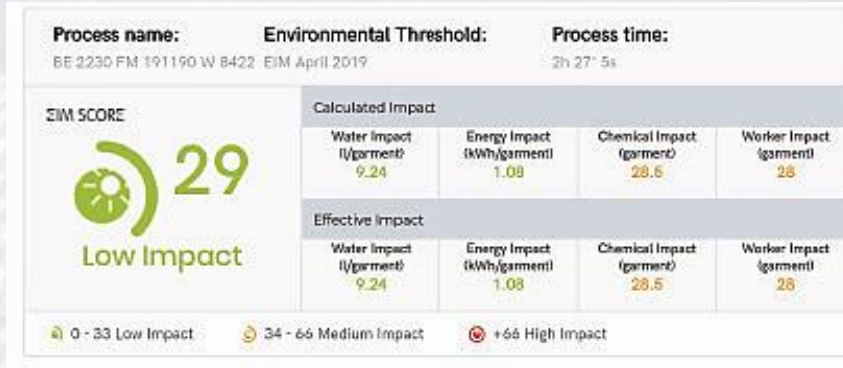 Process name:
Environmental Threshold:
Process time:
BE 2230 FM 191190 W 8422
EIM April 2019
2h 27' 5s
EIM SCORE
29
Low Impact
Calculated Impact
Water Impact
(l/garment)
9.24
Energy Impact
(kWh/garment)
1.08
Chemical Impact
(garment)
28.5
Worker Impact
(garment)
28
Effective Impact
Water Impact
(l/garment)
9.24
Energy Impact
(kWh/garment)
1.08
Chemical Impact
(garment)
28.5
Worker Impact
(garment)
28
0 - 33 Low Impact
34 - 66 Medium Impact
+66 High Impact